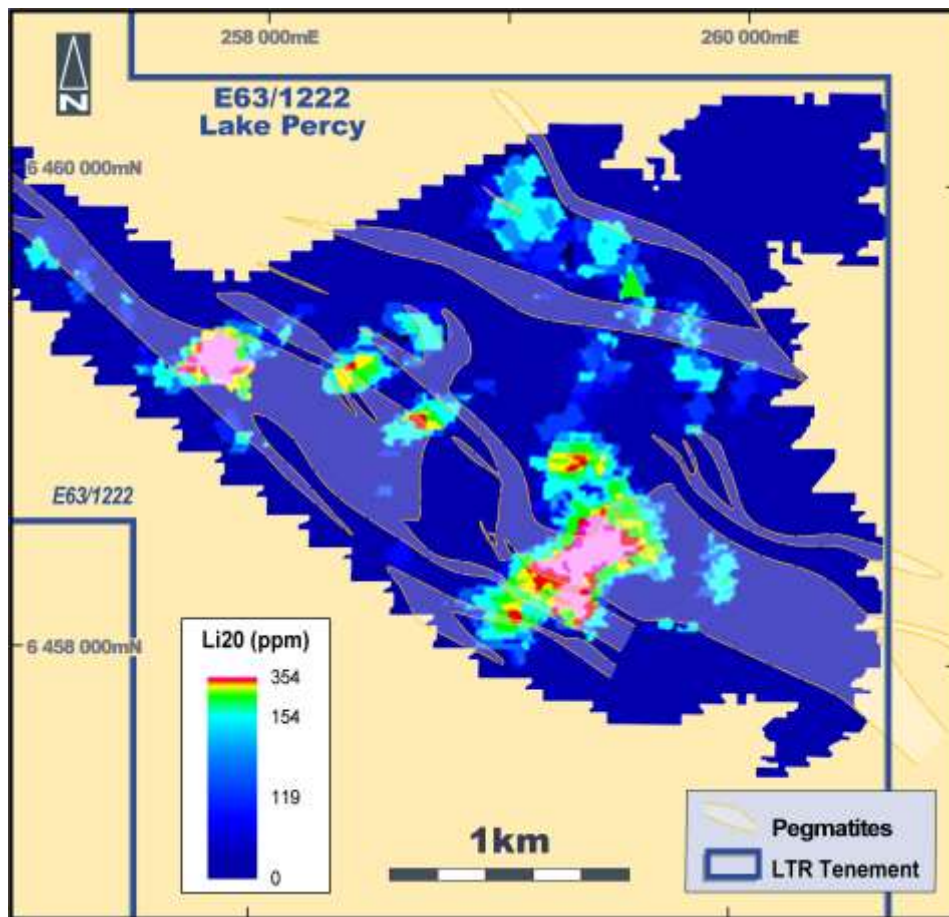 258 000mE
260 000mE
E63/1222
Lake Percy
N
6 460 000mN
E63/1222
6 458 000mN
Li20 (ppm)
354
154
119
0
1km
Pegmatites
LTR Tenement